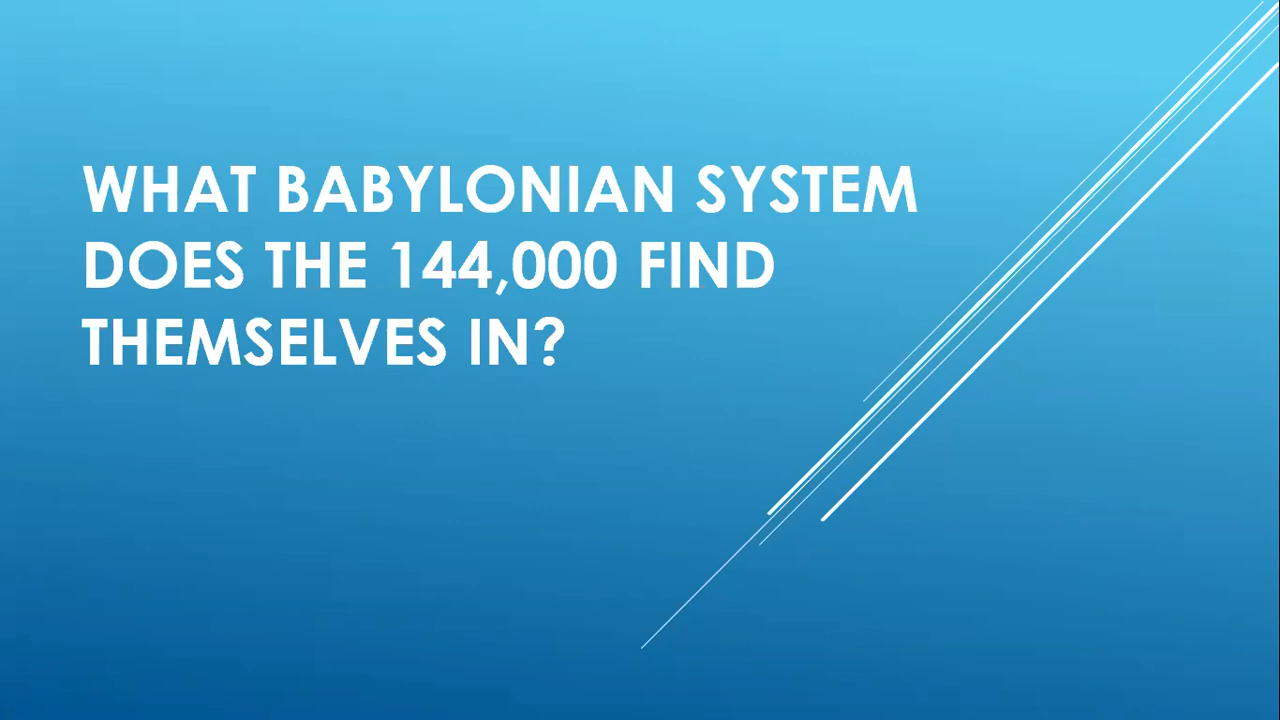 WHAT BABYLONIAN SYSTEM
DOES THE 144,000 FIND
THEMSELVES IN?